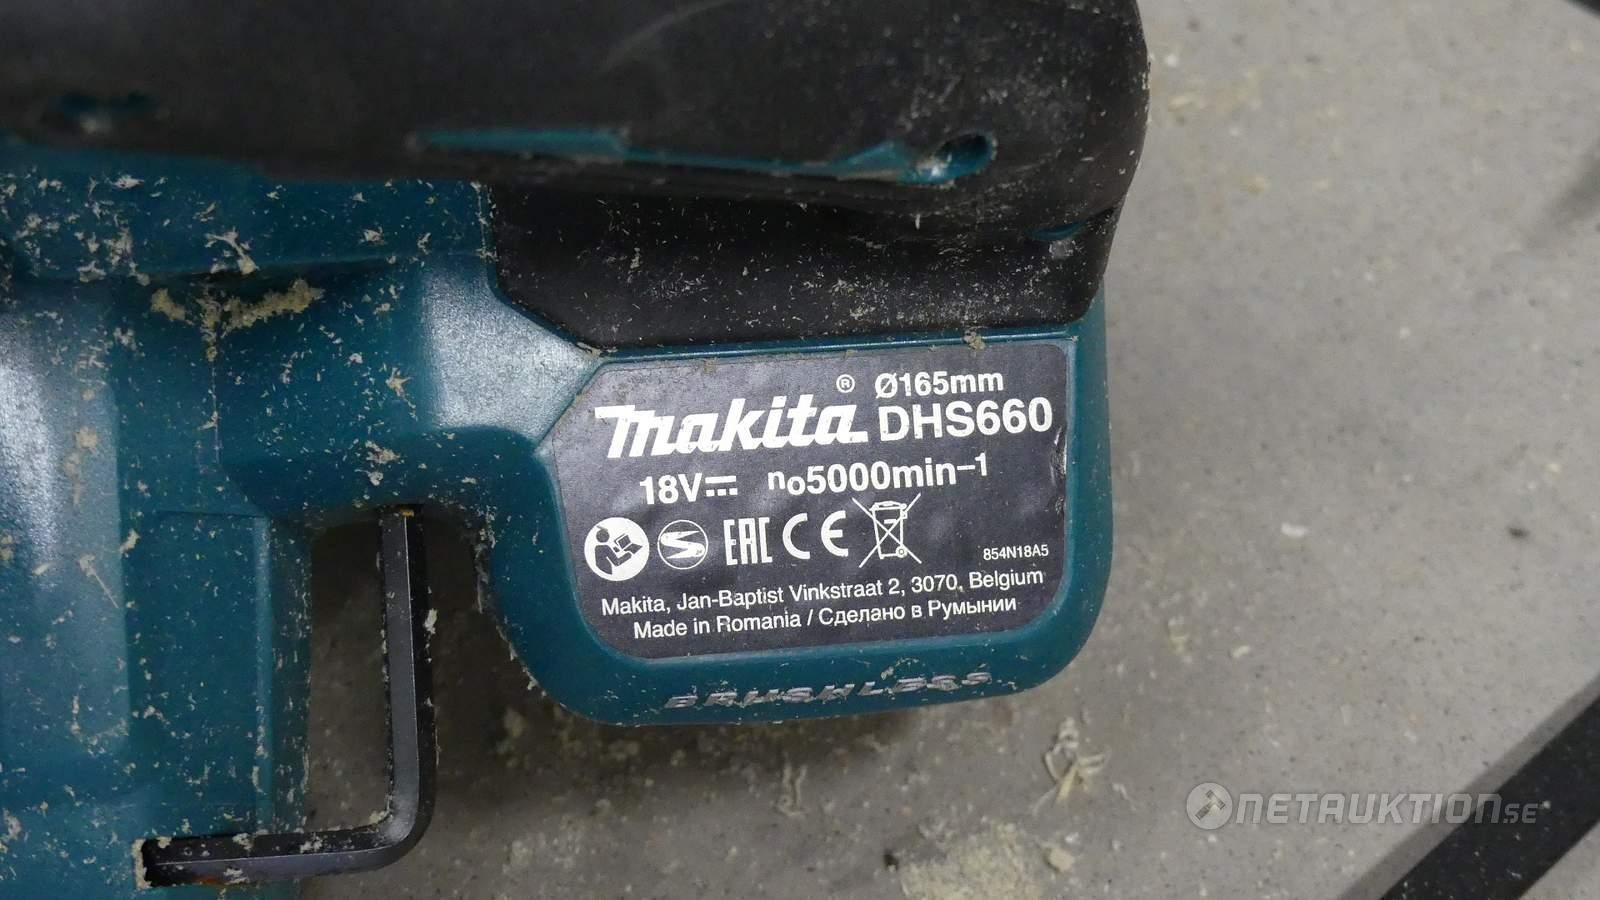 ® Ø165mm
makita DHS660
18V⎓ n₀5000min⁻¹
EAC CE
854N18A5
Makita, Jan-Baptist Vinkstraat 2, 3070, Belgium
Made in Romania / Сделано в Румынии
BRUSHLESS
NETAUKTION.SE